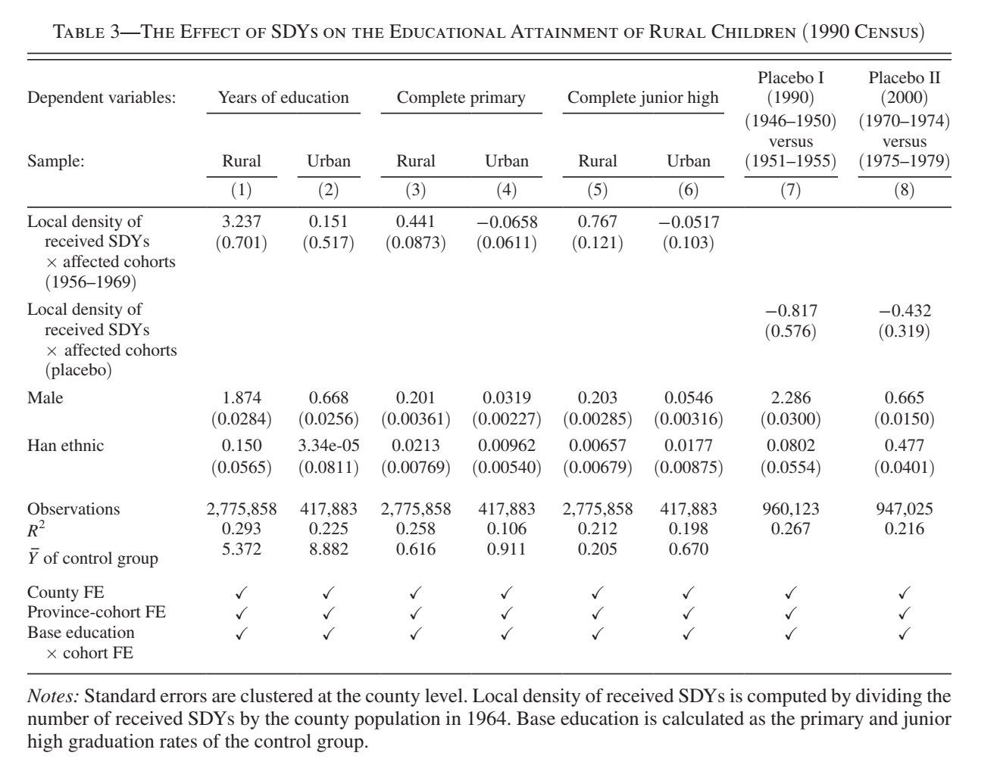 TABLE 3—THE EFFECT OF SDYS ON THE EDUCATIONAL ATTAINMENT OF RURAL CHILDREN (1990 CENSUS)
Dependent variables: Years of education Complete primary Complete junior high Placebo I (1990) Placebo II (2000)
(1946–1950) versus (1951–1955) (1970–1974) versus (1975–1979)
Sample: Rural Urban Rural Urban Rural Urban
(1) (2) (3) (4) (5) (6) (7) (8)
Local density of 3.237 0.151 0.441 −0.0658 0.767 −0.0517
received SDYs (0.701) (0.517) (0.0873) (0.0611) (0.121) (0.103)
× affected cohorts
(1956–1969)
Local density of −0.817 −0.432
received SDYs (0.576) (0.319)
× affected cohorts
(placebo)
Male 1.874 0.668 0.201 0.0319 0.203 0.0546 2.286 0.665
(0.0284) (0.0256) (0.00361) (0.00227) (0.00285) (0.00316) (0.0300) (0.0150)
Han ethnic 0.150 3.34e-05 0.0213 0.00962 0.00657 0.0177 0.0802 0.477
(0.0565) (0.0811) (0.00769) (0.00540) (0.00679) (0.00875) (0.0554) (0.0401)
Observations 2,775,858 417,883 2,775,858 417,883 2,775,858 417,883 960,123 947,025
R² 0.293 0.225 0.258 0.106 0.212 0.198 0.267 0.216
Ȳ of control group 5.372 8.882 0.616 0.911 0.205 0.670
County FE ✓ ✓ ✓ ✓ ✓ ✓ ✓ ✓
Province-cohort FE ✓ ✓ ✓ ✓ ✓ ✓ ✓ ✓
Base education ✓ ✓ ✓ ✓ ✓ ✓ ✓ ✓
× cohort FE
Notes: Standard errors are clustered at the county level. Local density of received SDYs is computed by dividing the
number of received SDYs by the county population in 1964. Base education is calculated as the primary and junior
high graduation rates of the control group.